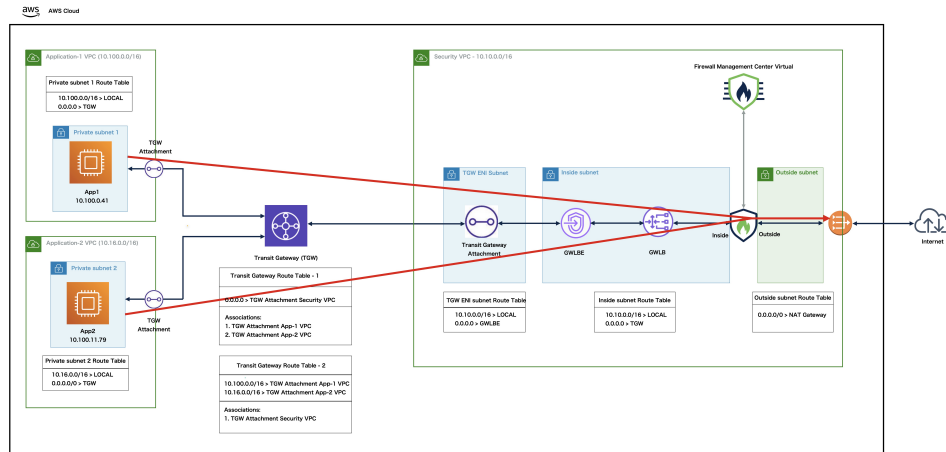 aws
AWS Cloud
Application-1 VPC (10.100.0.0/16)
Private subnet 1 Route Table
10.100.0.0/16 > LOCAL
0.0.0.0 > TGW
Private subnet 1
App1
10.100.0.41
TGW
Attachment
Application-2 VPC (10.16.0.0/16)
Private subnet 2
App2
10.100.11.79
TGW
Attachment
Private subnet 2 Route Table
10.16.0.0/16 > LOCAL
0.0.0.0/0 > TGW
Transit Gateway (TGW)
Transit Gateway Route Table - 1
0.0.0.0 > TGW Attachment Security VPC
Associations:
1. TGW Attachment App-1 VPC
2. TGW Attachment App-2 VPC
Transit Gateway Route Table - 2
10.100.0.0/16 > TGW Attachment App-1 VPC
10.16.0.0/16 > TGW Attachment App-2 VPC
Associations:
1. TGW Attachment Security VPC
Security VPC - 10.10.0.0/16
Firewall Management Center Virtual
TGW ENI Subnet
Transit Gateway
Attachment
TGW ENI subnet Route Table
10.10.0.0/16 > LOCAL
0.0.0.0 > GWLBE
Inside subnet
GWLBE
GWLB
Inside
Outside
Inside subnet Route Table
10.10.0.0/16 > LOCAL
0.0.0.0 > TGW
Outside subnet
Outside subnet Route Table
0.0.0.0/0 > NAT Gateway
Internet